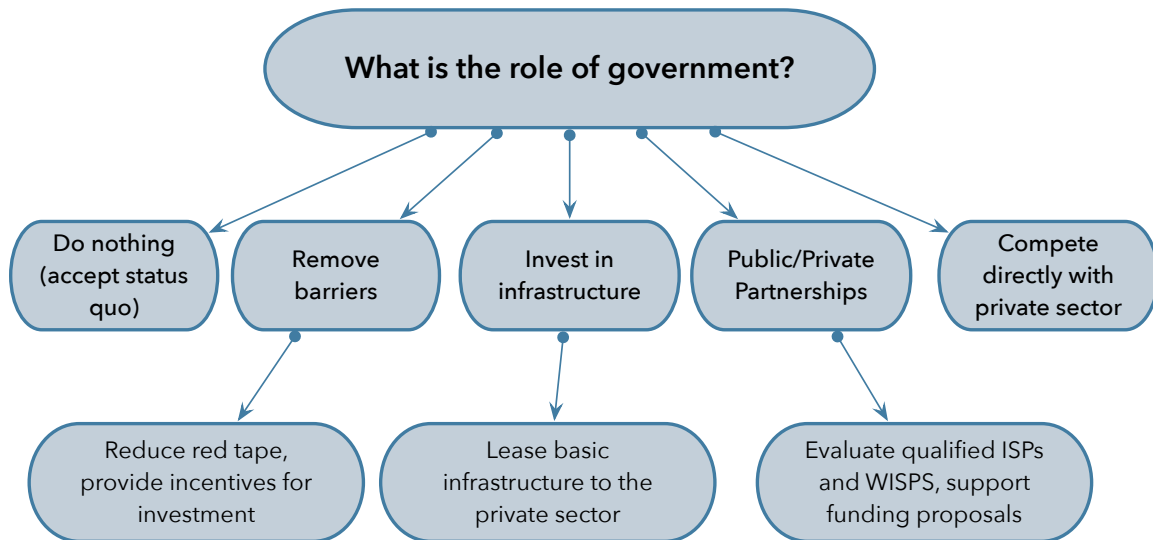 What is the role of government?
Do nothing
(accept status
quo)
Remove
barriers
Invest in
infrastructure
Public/Private
Partnerships
Compete
directly with
private sector
Reduce red tape,
provide incentives for
investment
Lease basic
infrastructure to the
private sector
Evaluate qualified ISPs
and WISPS, support
funding proposals